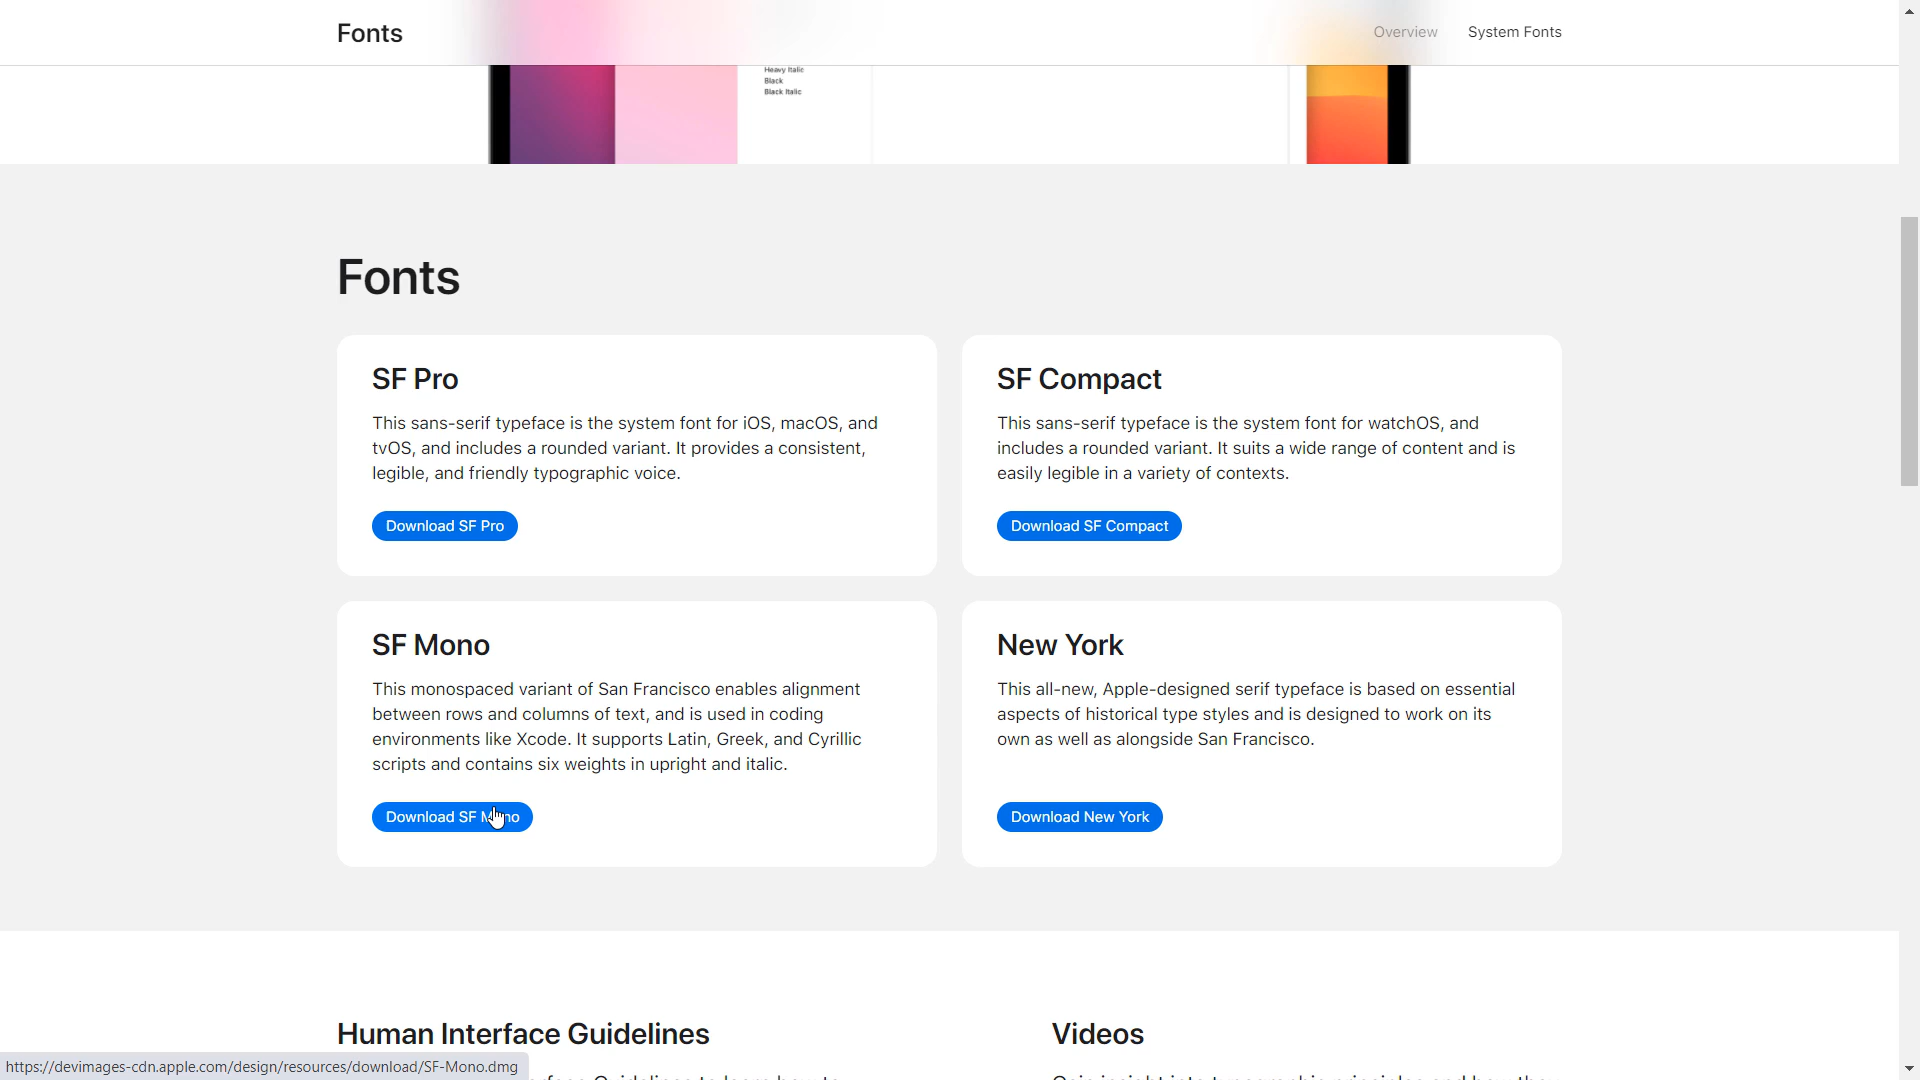 Fonts
Overview
System Fonts
Heavy Italic
Black
Black Italic
Fonts
SF Pro
This sans-serif typeface is the system font for iOS, macOS, and
tvOS, and includes a rounded variant. It provides a consistent,
legible, and friendly typographic voice.
Download SF Pro
SF Compact
This sans-serif typeface is the system font for watchOS, and
includes a rounded variant. It suits a wide range of content and is
easily legible in a variety of contexts.
Download SF Compact
SF Mono
This monospaced variant of San Francisco enables alignment
between rows and columns of text, and is used in coding
environments like Xcode. It supports Latin, Greek, and Cyrillic
scripts and contains six weights in upright and italic.
Download SF Mono
New York
This all-new, Apple-designed serif typeface is based on essential
aspects of historical type styles and is designed to work on its
own as well as alongside San Francisco.
Download New York
Human Interface Guidelines
Videos
https://devimages-cdn.apple.com/design/resources/download/SF-Mono.dmg